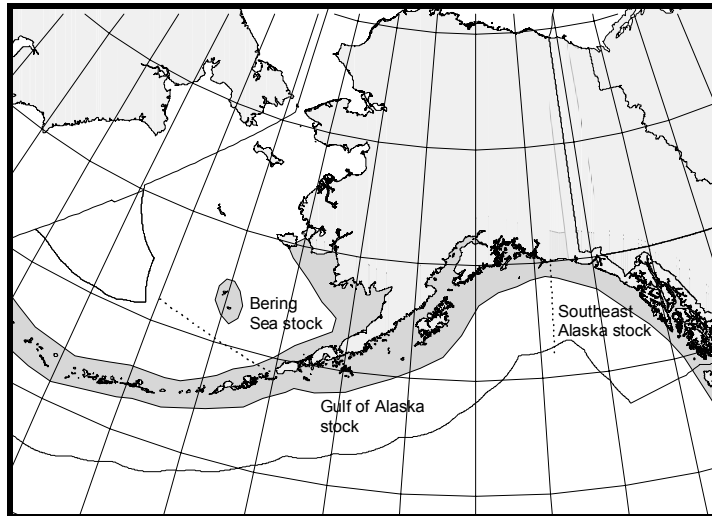 Bering
Sea stock
Southeast
Alaska stock
Gulf of Alaska
stock